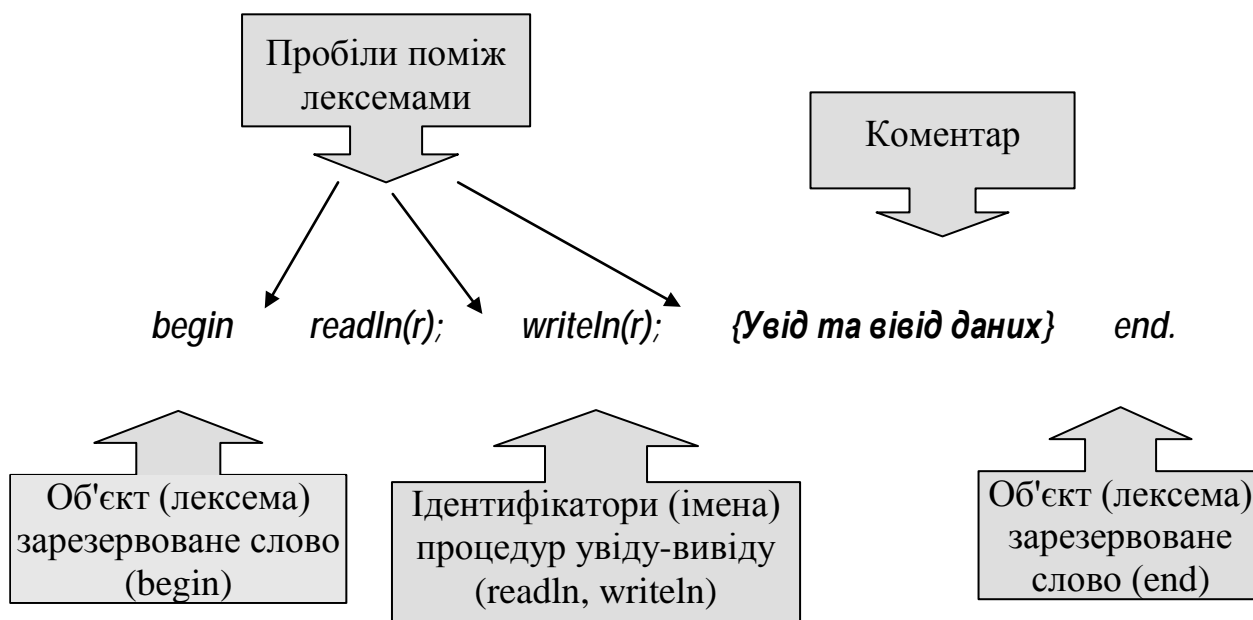 Пробіли поміж
лексемами
Коментар
begin readln(r); writeln(r); {Увід та вівід даних} end.
Об'єкт (лексема)
зарезервоване слово
(begin)
Ідентифікатори (імена)
процедур увіду-вивіду
(readln, writeln)
Об'єкт (лексема)
зарезервоване
слово (end)